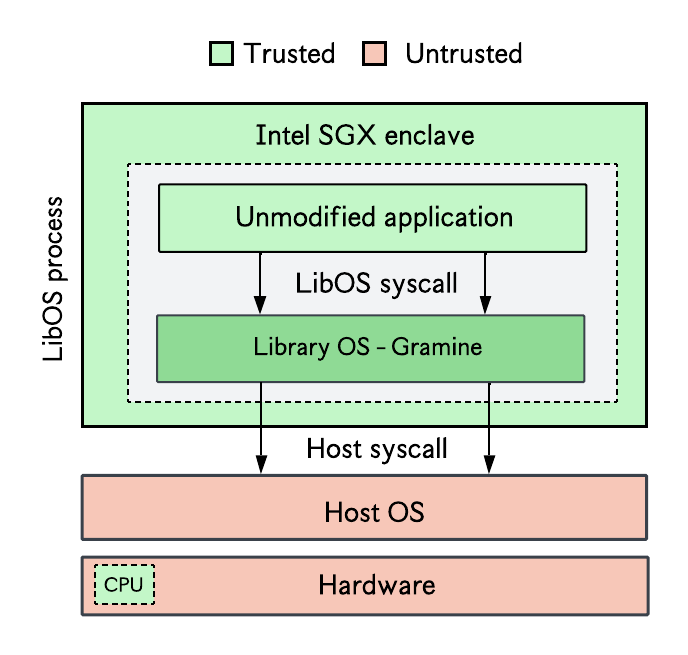 Trusted Untrusted
Intel SGX enclave
Unmodified application
LibOS syscall
LibOS process
Library OS - Gramine
Host syscall
Host OS
CPU Hardware